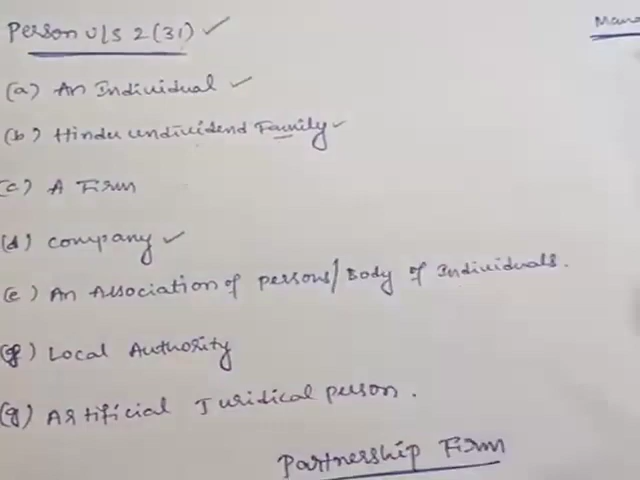 Person U/S 2(31) ✓
(a) An Individual ✓
(b) Hindu undividend Family ✓
(c) A Firm
(d) company ✓
(e) An Association of persons/Body of Individuals.
(f) Local Authority
(g) Artificial Juridical person.
Partnership Firm